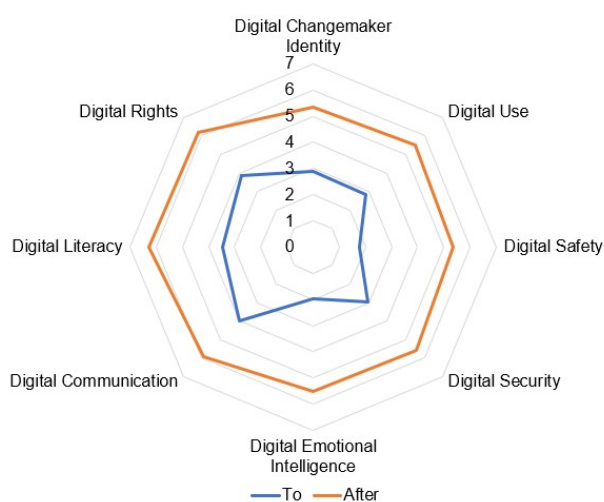 Digital Changemaker
Identity
7
6
5
4
3
2
1
0
Digital Rights
Digital Use
Digital Literacy
Digital Safety
Digital Communication
Digital Security
Digital Emotional
Intelligence
To
After